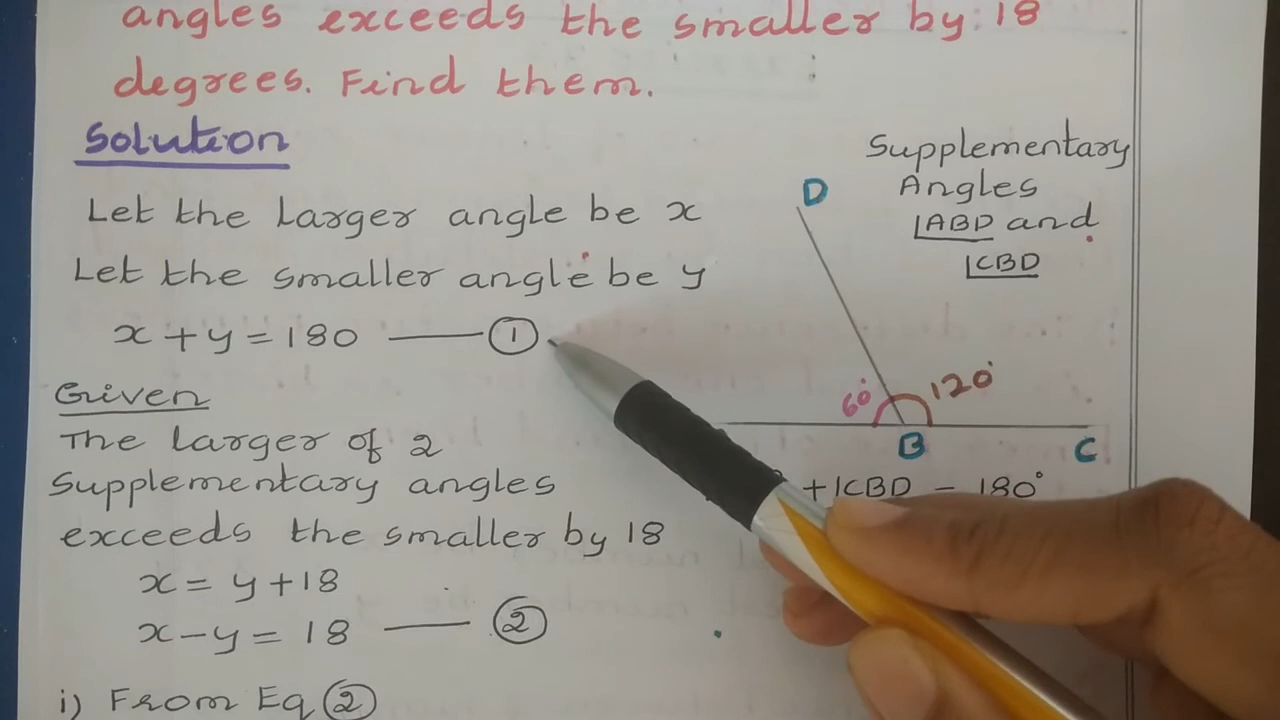 angles exceeds the smaller by 18
degrees. Find them.
Solution
Let the larger angle be x
Let the smaller angle be y
x + y = 180 —— ①
Given
The larger of 2
Supplementary angles
exceeds the smaller by 18
x = y + 18
x - y = 18 —— ②
i) From Eq ②
Supplementary
Angles
∠ABD and
∠CBD
D
60° 120°
B C
+ ∠CBD = 180°